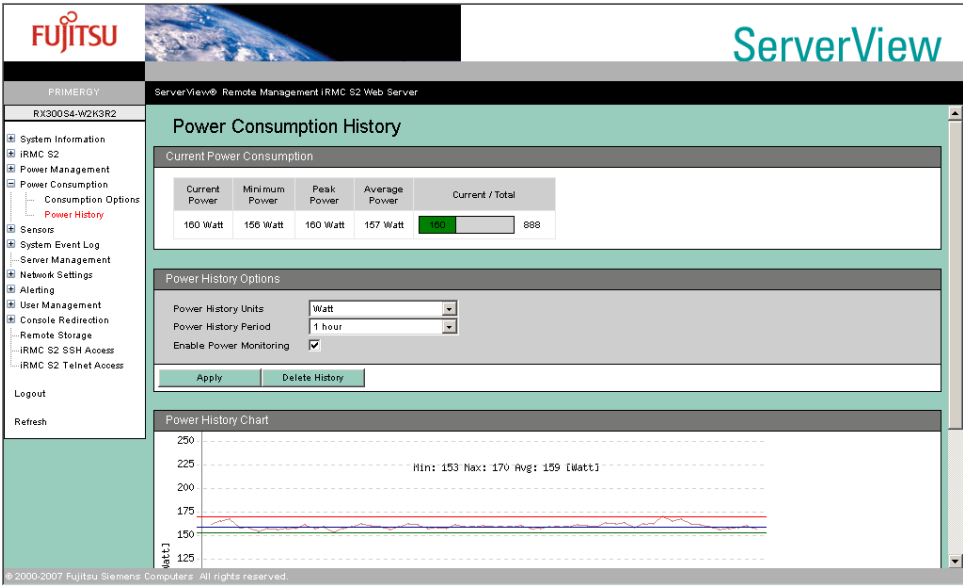 FUJITSU
ServerView
PRIMERGY
ServerView® Remote Management iRMC S2 Web Server
RX300S4-W2K3R2
System Information
iRMC S2
Power Management
Power Consumption
Consumption Options
Power History
Sensors
System Event Log
Server Management
Network Settings
Alerting
User Management
Console Redirection
Remote Storage
iRMC S2 SSH Access
iRMC S2 Telnet Access
Logout
Refresh
Power Consumption History
Current Power Consumption
Current Power Minimum Power Peak Power Average Power Current / Total
160 Watt 156 Watt 160 Watt 157 Watt 160 888
Power History Options
Power History Units Watt
Power History Period 1 hour
Enable Power Monitoring
Apply Delete History
Power History Chart
250
225
Min: 153 Max: 170 Avg: 159 [Watt]
200
175
150
125
Watt]
© 2000-2007 Fujitsu Siemens Computers All rights reserved.